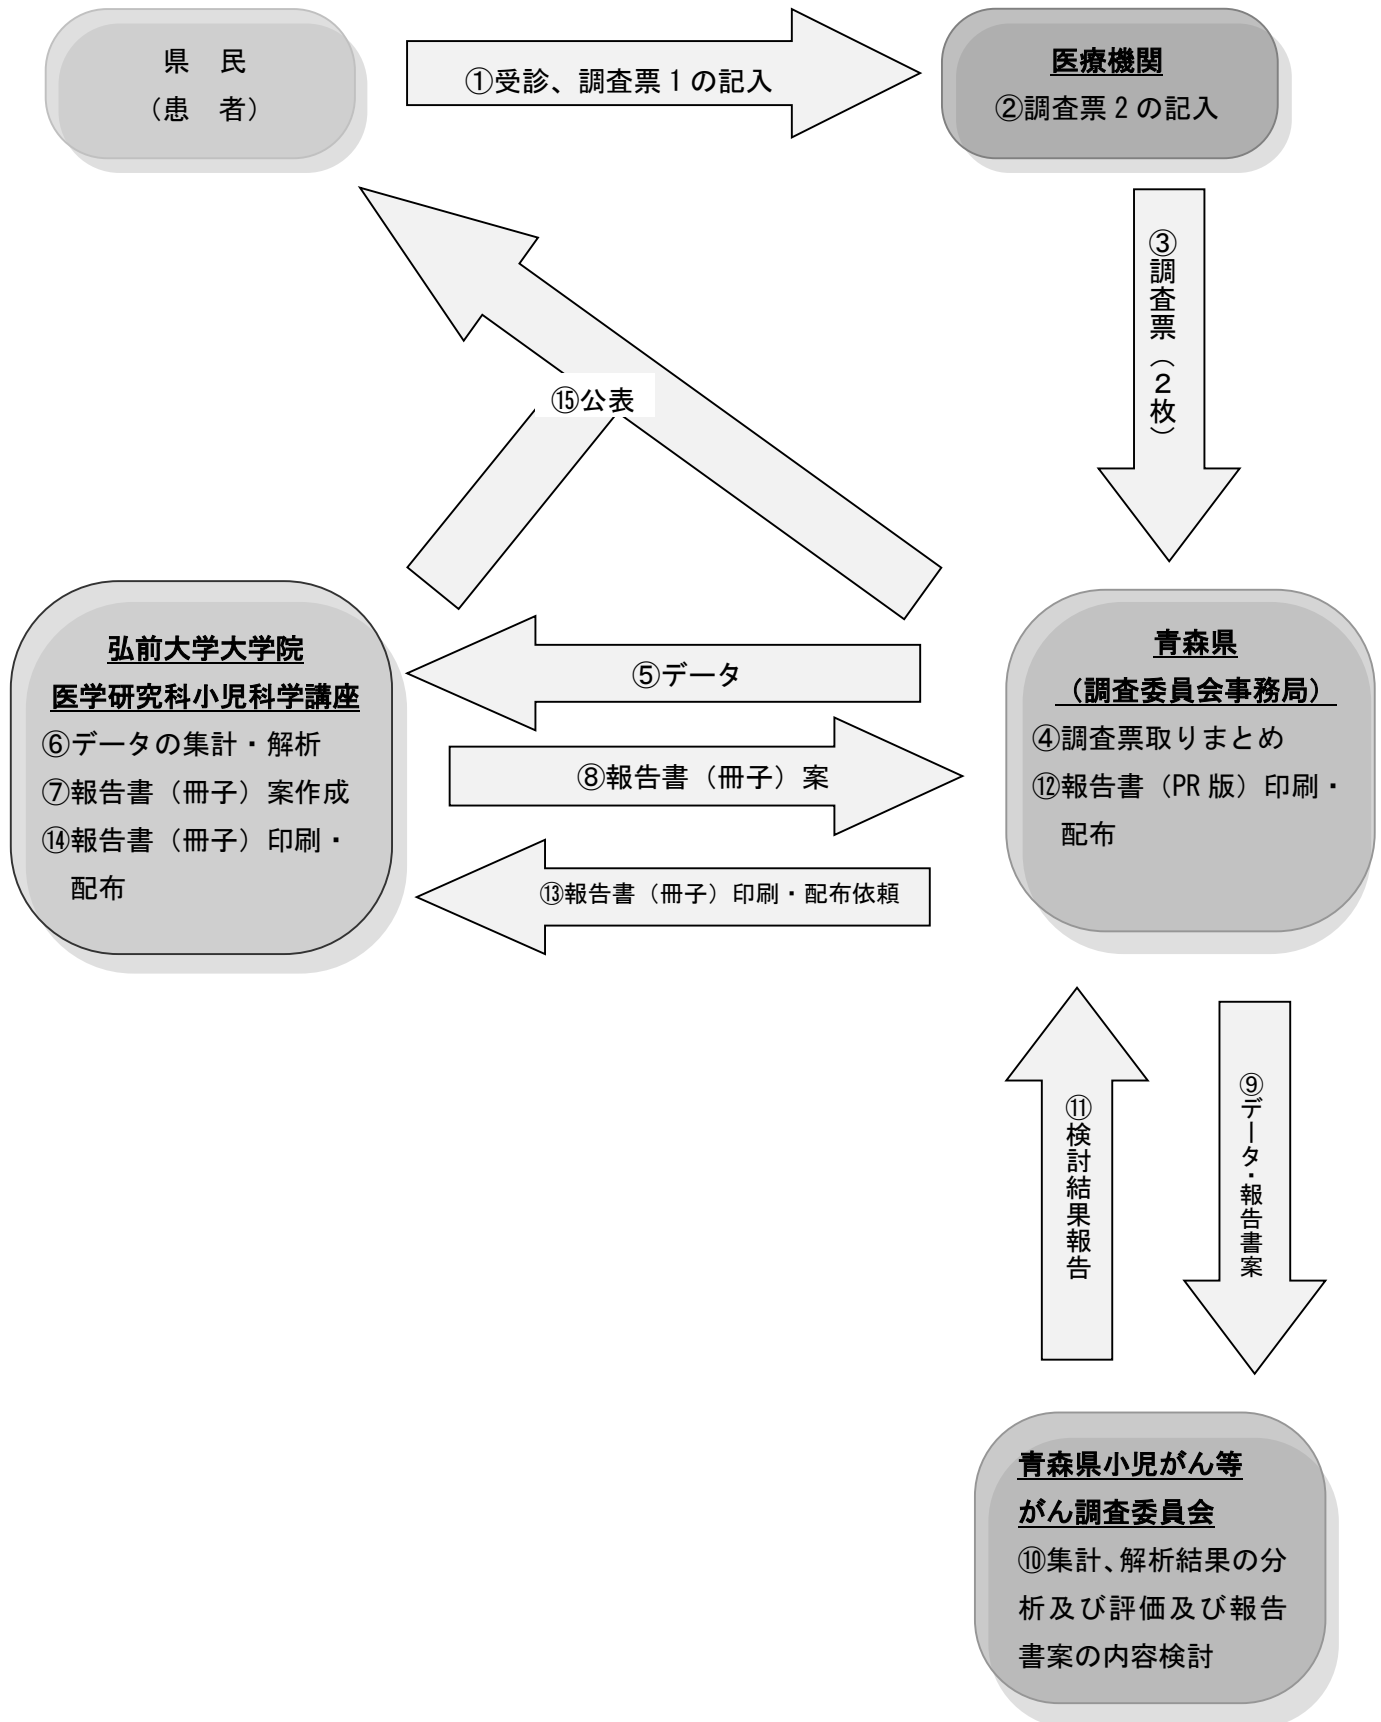 県　民
（患　者）
①受診、調査票 1 の記入
医療機関
②調査票 2 の記入
③調査票（２枚）
⑮公表
弘前大学大学院
医学研究科小児科学講座
⑥データの集計・解析
⑦報告書（冊子）案作成
⑭報告書（冊子）印刷・
配布
⑤データ
⑧報告書（冊子）案
⑬報告書（冊子）印刷・配布依頼
青森県
（調査委員会事務局）
④調査票取りまとめ
⑫報告書（PR 版）印刷・
配布
⑪検討結果報告
⑨データ・報告書案
青森県小児がん等
がん調査委員会
⑩集計、解析結果の分
析及び評価及び報告
書案の内容検討